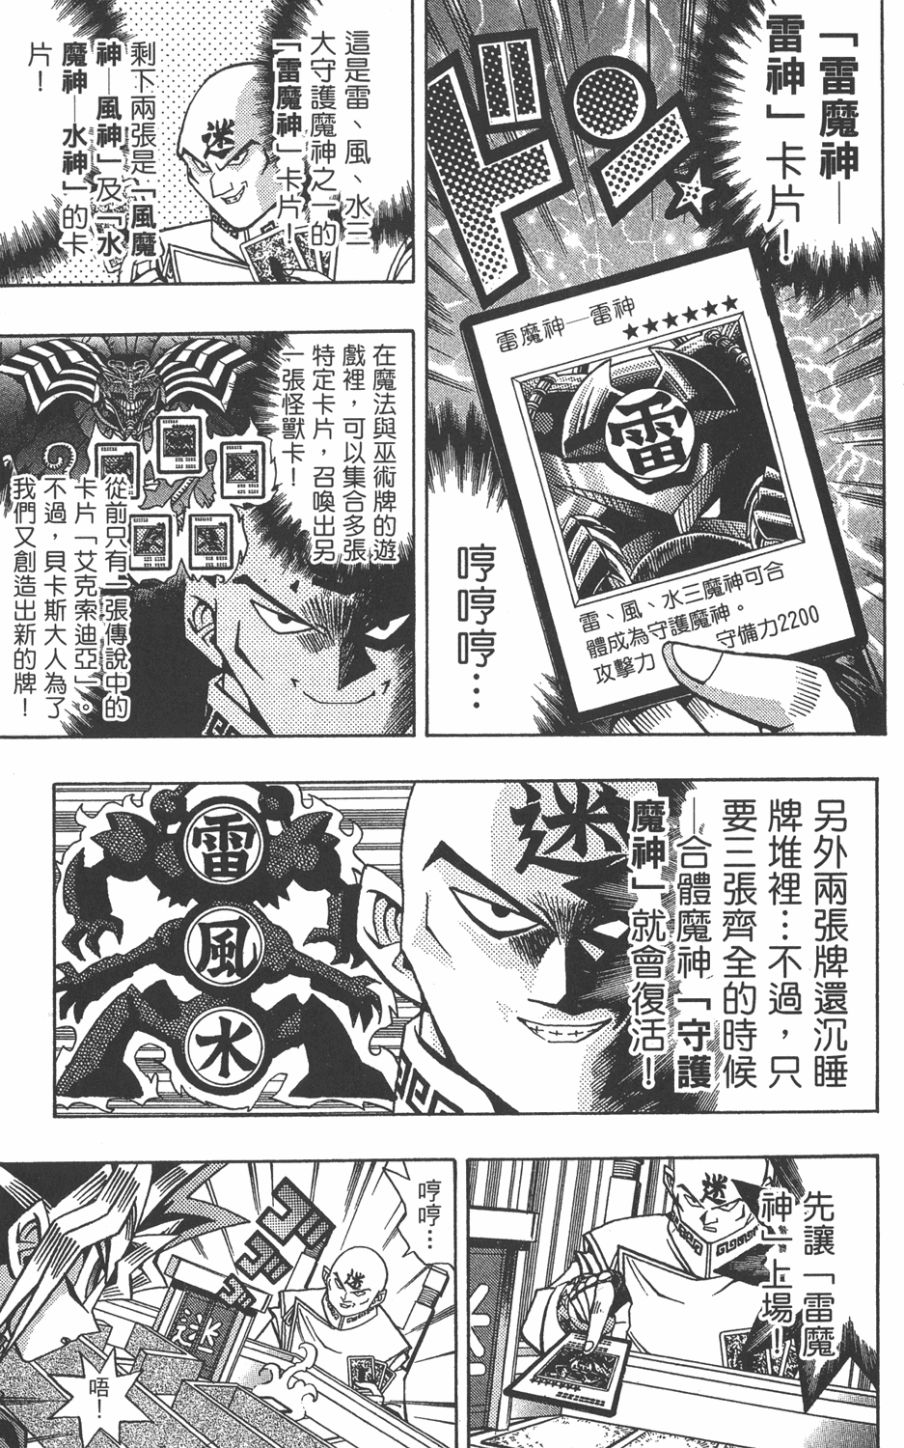 「雷魔神─
雷神」卡片！
ドン
雷魔神─雷神
★★★★★★
雷
雷、風、水三魔神可合
體成為守護魔神。
攻擊力
守備力2200
哼哼哼…
這是雷、風、水三
大守護魔神之一的
「雷魔神」卡片！
剩下兩張是「風魔
神─風神」及「水
魔神─水神」的卡
片！
迷
在魔法與巫術牌的遊
戲裡，可以集合多張
特定卡片，召喚出另
一張怪獸卡！
從前只有一張傳說中的
卡片「艾克索迪亞」。
不過，貝卡斯大人為了
我們又創造出新的牌！
另外兩張牌還沉睡
牌堆裡…不過，只
要三張齊全的時候
─合體魔神「守護
魔神」就會復活！
迷
雷
風
水
先讓「雷魔
神」上場！
迷
哼哼…
迷
迷
唔！